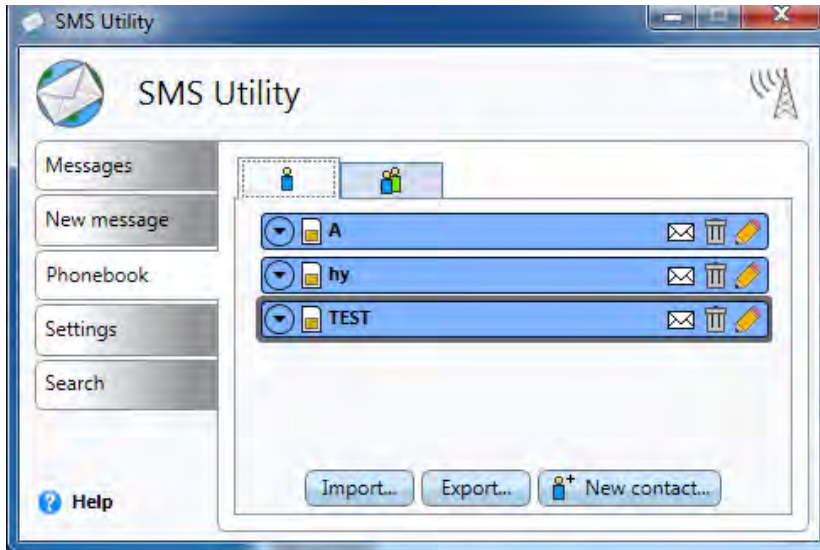 SMS Utility
SMS Utility
Messages
New message
Phonebook
Settings
Search
Help
A
hy
TEST
Import... Export... New contact...